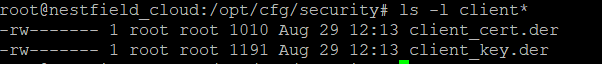 root@nestfield_cloud:/opt/cfg/security# ls -l client*
-rw------- 1 root root 1010 Aug 29 12:13 client_cert.der
-rw------- 1 root root 1191 Aug 29 12:13 client_key.der